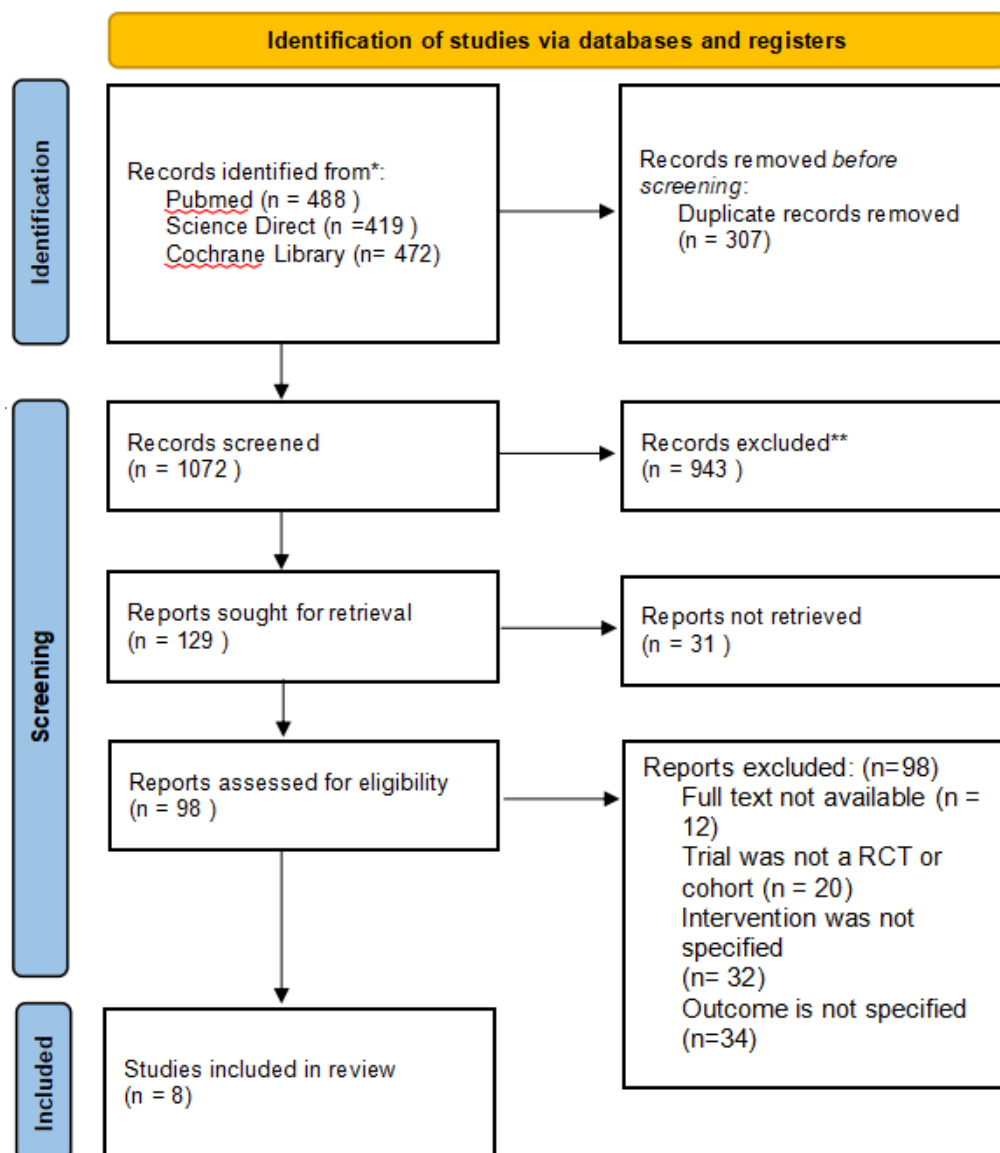 Identification of studies via databases and registers
Identification
Records identified from*:
Pubmed (n = 488 )
Science Direct (n =419 )
Cochrane Library (n= 472)
Records removed before
screening:
Duplicate records removed
(n = 307)
Screening
Records screened
(n = 1072 )
Records excluded**
(n = 943 )
Reports sought for retrieval
(n = 129 )
Reports not retrieved
(n = 31 )
Reports assessed for eligibility
(n = 98 )
Reports excluded: (n=98)
Full text not available (n =
12)
Trial was not a RCT or
cohort (n = 20)
Intervention was not
specified
(n= 32)
Outcome is not specified
(n=34)
Included
Studies included in review
(n = 8)